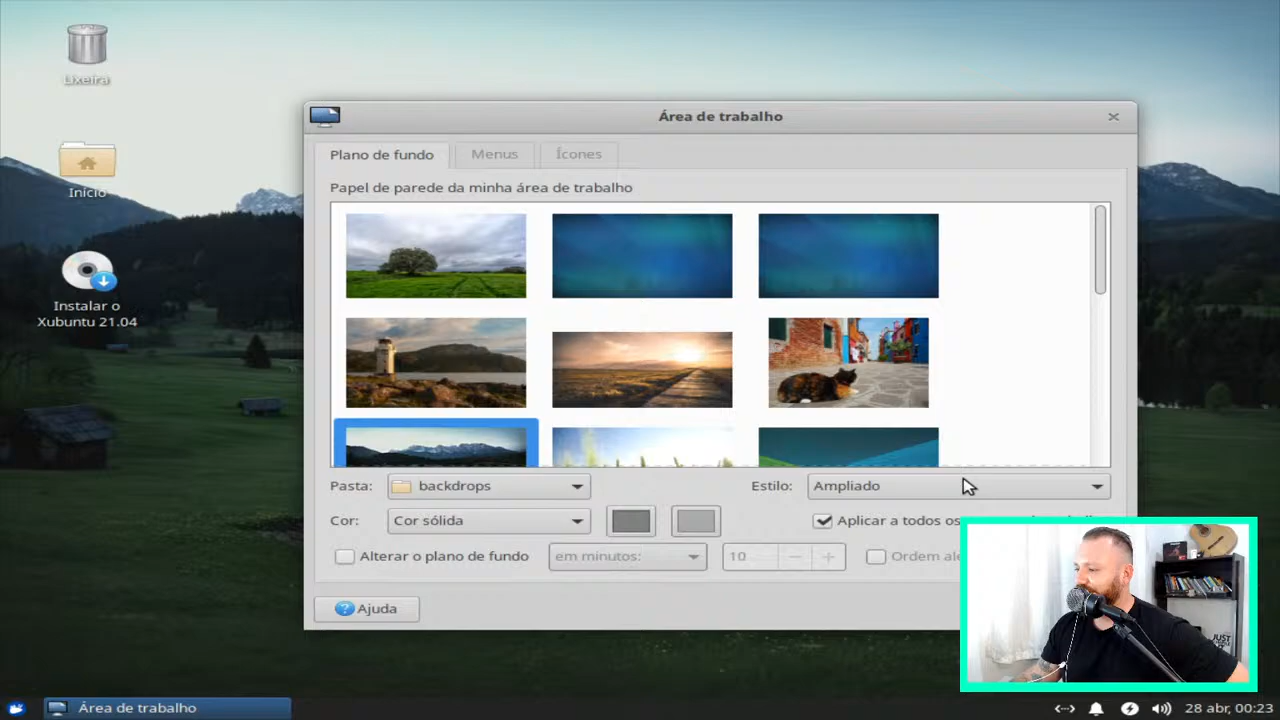 Lixeira
Início
Instalar o
Xubuntu 21.04
Área de trabalho
Plano de fundo
Menus
Ícones
Papel de parede da minha área de trabalho
Pasta:
backdrops
Estilo:
Ampliado
Cor:
Cor sólida
Aplicar a todos os
Alterar o plano de fundo
em minutos:
10
Ordem
Ajuda
JUST
Área de trabalho
28 abr, 00:23